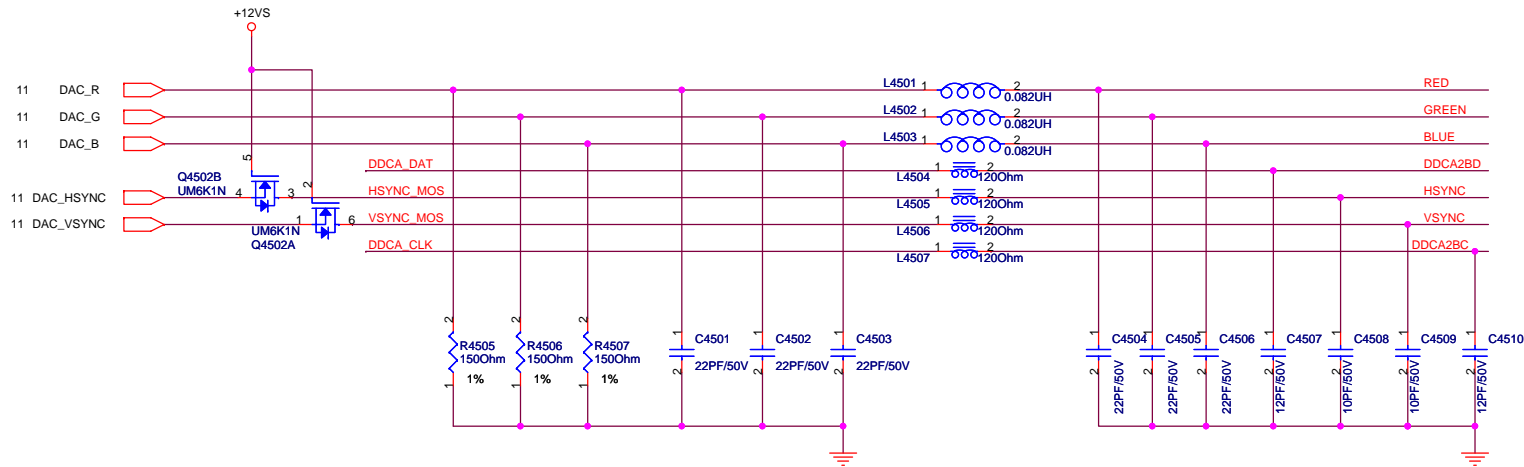 +12VS
11 DAC_R
L4501 1 2 0.082UH
RED
11 DAC_G
L4502 1 2 0.082UH
GREEN
11 DAC_B
L4503 1 2 0.082UH
BLUE
5
DDCA_DAT
L4504 1 2 120Ohm
DDCA2BD
Q4502B
UM6K1N
4 3 2
11 DAC_HSYNC
HSYNC_MOS
L4505 1 2 120Ohm
HSYNC
11 DAC_VSYNC
1 6
VSYNC_MOS
L4506 1 2 120Ohm
VSYNC
UM6K1N
Q4502A
DDCA_CLK
L4507 1 2 120Ohm
DDCA2BC
2 R4505 150Ohm 1% 1
2 R4506 150Ohm 1% 1
2 R4507 150Ohm 1% 1
1 C4501 22PF/50V 2
1 C4502 22PF/50V 2
1 C4503 22PF/50V 2
1 C4504 22PF/50V 2
1 C4505 22PF/50V 2
1 C4506 22PF/50V 2
1 C4507 12PF/50V 2
1 C4508 10PF/50V 2
1 C4509 10PF/50V 2
1 C4510 12PF/50V 2